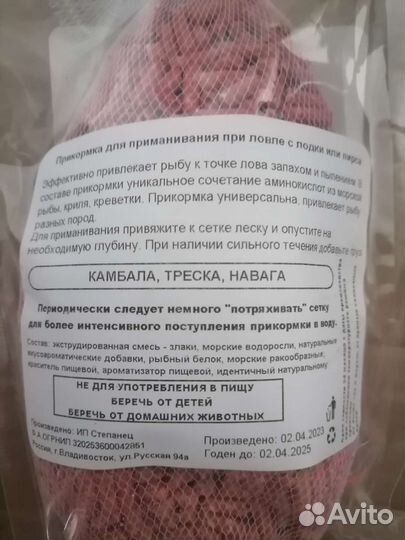 Прикормка для приманивания при ловле с лодки или пирса
Эффективно привлекает рыбу к точке лова запахом и пылением. В
составе прикормки уникальное сочетание аминокислот из морской
рыбы, криля, креветки. Прикормка универсальна, привлекает рыбу
разных пород.
Для приманивания привяжите к сетке леску и опустите на
необходимую глубину. При наличии сильного течения добавьте груз.
КАМБАЛА, ТРЕСКА, НАВАГА
Периодически следует немного "потряхивать" сетку
для более интенсивного поступления прикормки в воду.
Состав: экструдированная смесь - злаки, морские водоросли, натуральные
вкусоароматические добавки, рыбный белок, морские ракообразные;
краситель пищевой, ароматизатор пищевой, идентичный натуральному
НЕ ДЛЯ УПОТРЕБЛЕНИЯ В ПИЩУ
БЕРЕЧЬ ОТ ДЕТЕЙ
БЕРЕЧЬ ОТ ДОМАШНИХ ЖИВОТНЫХ
Произведено: ИП Степанец
Ф.А. ОГРНИП 320253600042851
Россия, г.Владивосток, ул.Русская 94а
Произведено: 02.04.2023
Годен до: 02.04.2025
Avito